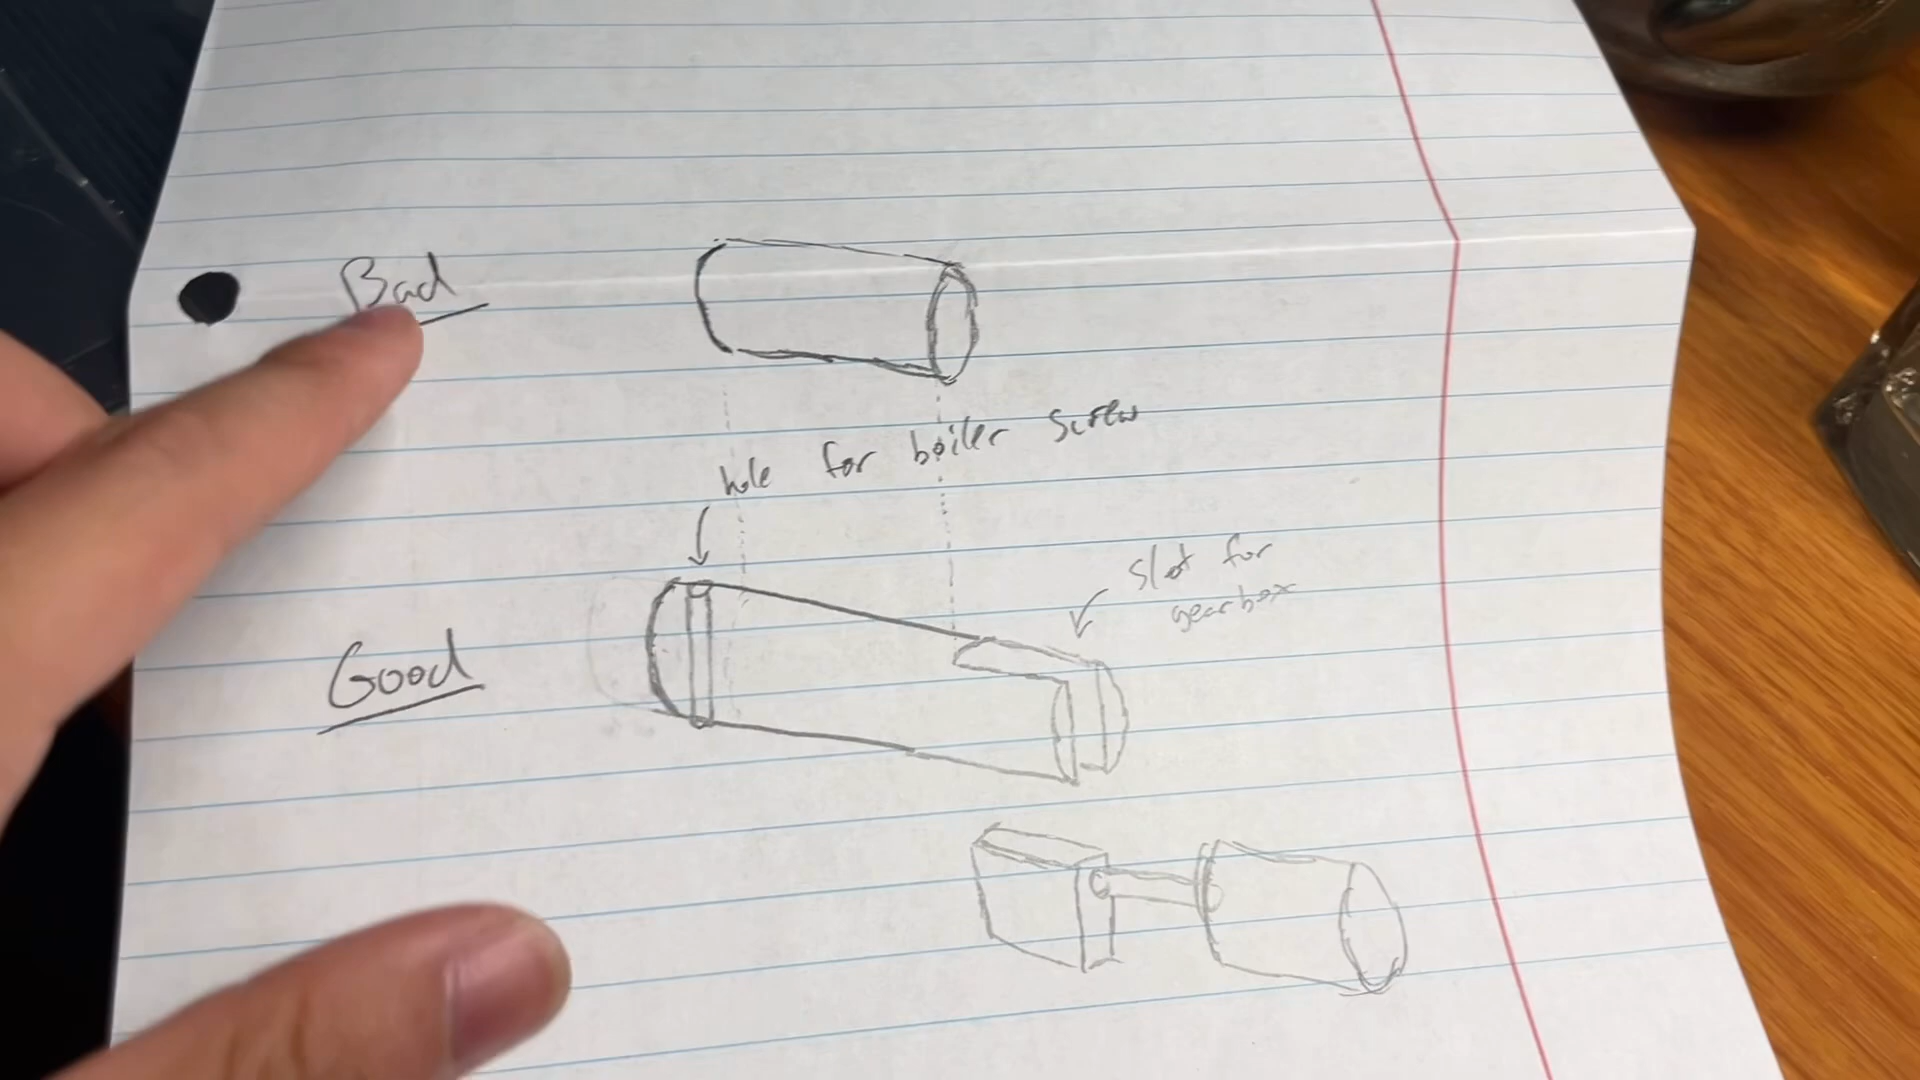 Bad
hole for boiler screw
slot for
gearbox
Good